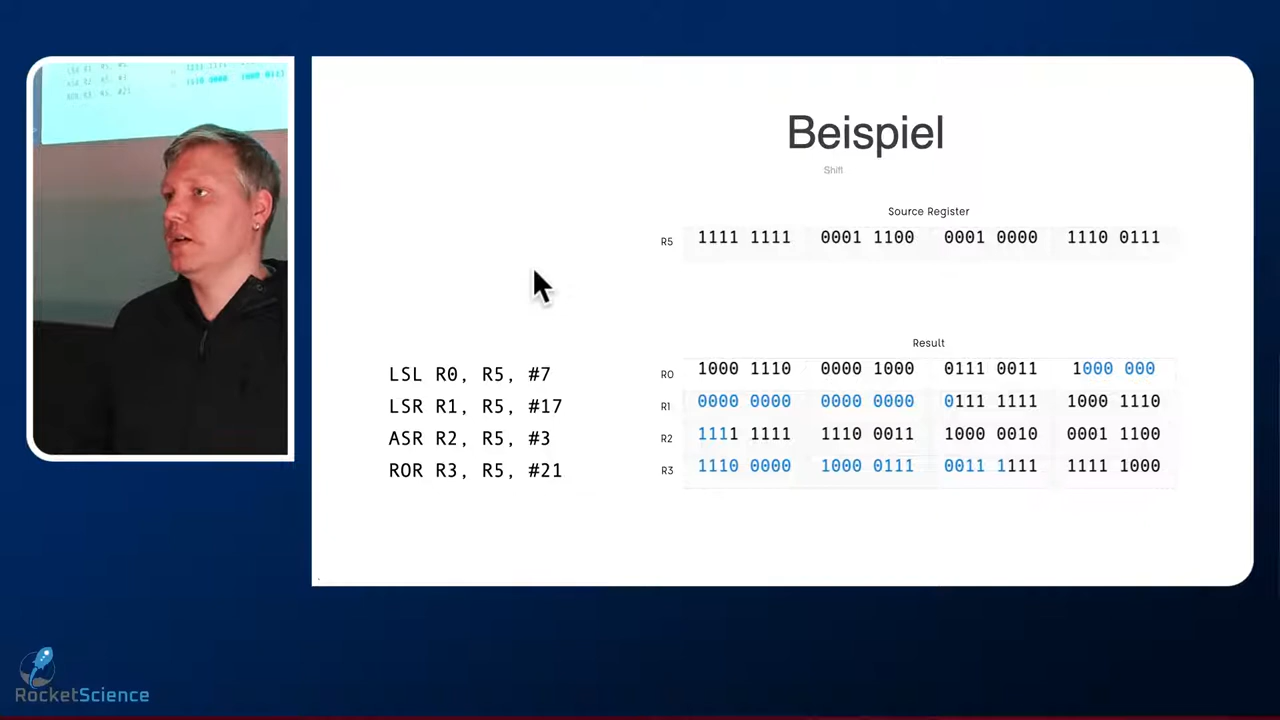 Beispiel
Shift
Source Register
R5 1111 1111 0001 1100 0001 0000 1110 0111
Result
LSL R0, R5, #7
LSR R1, R5, #17
ASR R2, R5, #3
ROR R3, R5, #21
R0 1000 1110 0000 1000 0111 0011 1000 000
R1 0000 0000 0000 0000 0111 1111 1000 1110
R2 1111 1111 1110 0011 1000 0010 0001 1100
R3 1110 0000 1000 0111 0011 1111 1111 1000
RocketScience